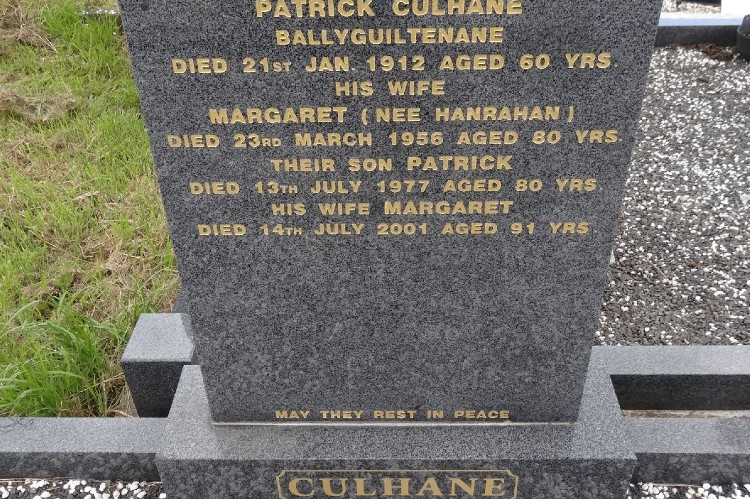 PATRICK CULHANE
BALLYGUILTENANE
DIED 21ST JAN. 1912 AGED 60 YRS.
HIS WIFE
MARGARET (NEE HANRAHAN)
DIED 23RD MARCH 1956 AGED 80 YRS.
THEIR SON PATRICK
DIED 13TH JULY 1977 AGED 80 YRS.
HIS WIFE MARGARET
DIED 14TH JULY 2001 AGED 91 YRS.
MAY THEY REST IN PEACE
CULHANE